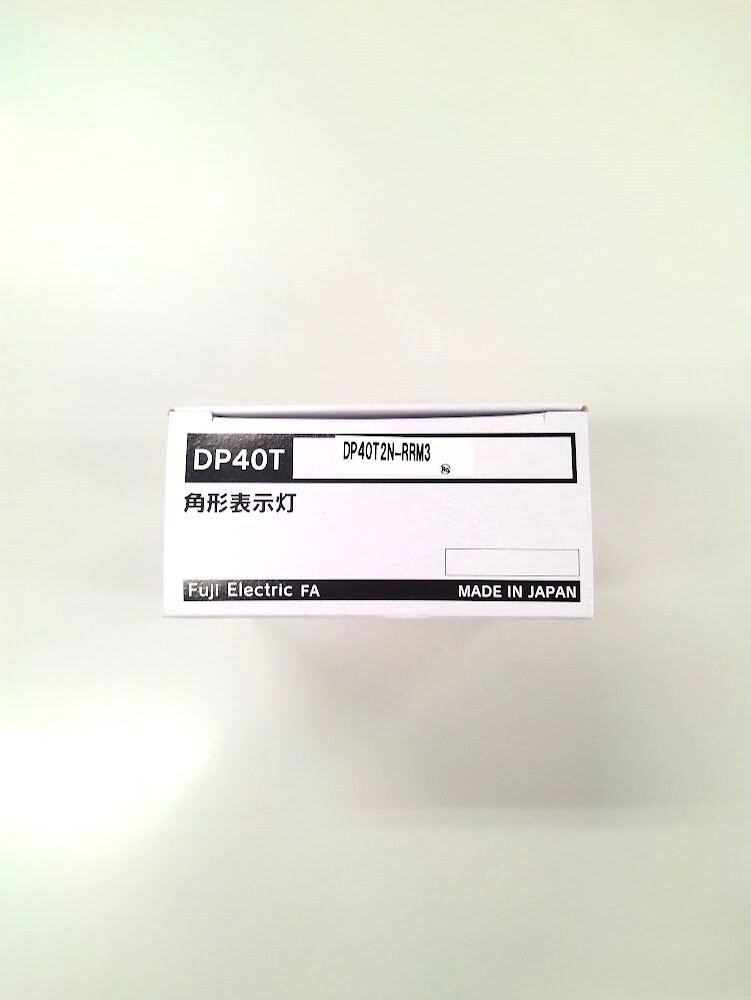 DP40T
DP40T2N-RRM3
角形表示灯
Fuji Electric FA
MADE IN JAPAN